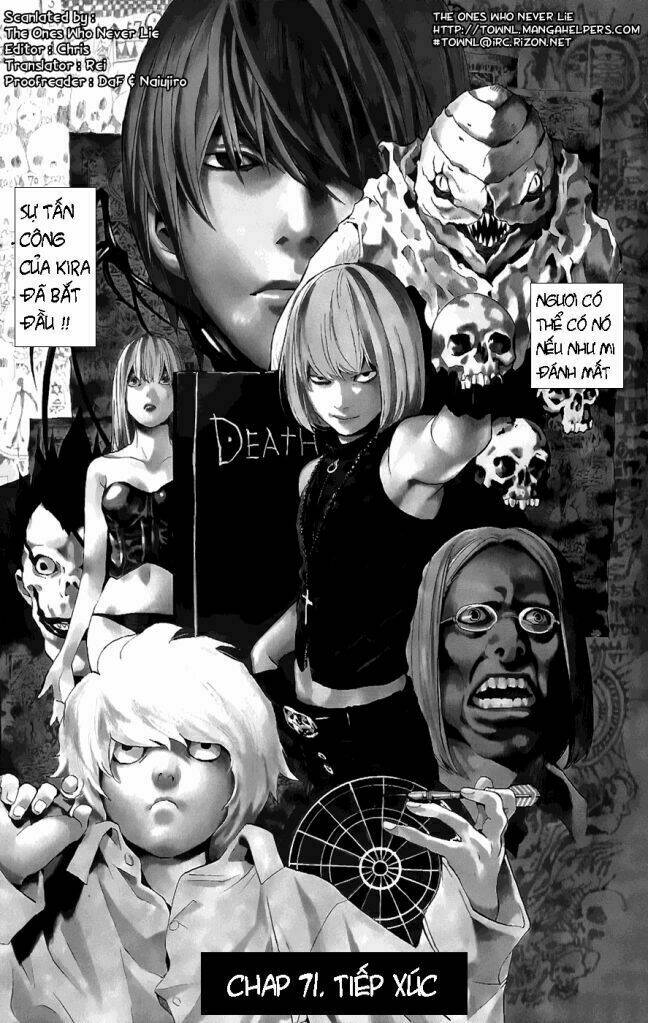 Scanlated by :
The Ones Who Never Lie
Editor : Chris
Translator : Rei
Proofreader : DaF & Naiujiro
THE ONES WHO NEVER LIE
HTTP://TOWNL.MANGAHELPERS.COM
#TOWNL@IRC.RIZON.NET
SỰ TẤN
CÔNG
CỦA KIRA
ĐÃ BẮT
ĐẦU !!
NGƯƠI CÓ
THỂ CÓ NÓ
NẾU NHƯ MI
ĐÁNH MẤT
DEATH
CHAP 71. TIẾP XÚC